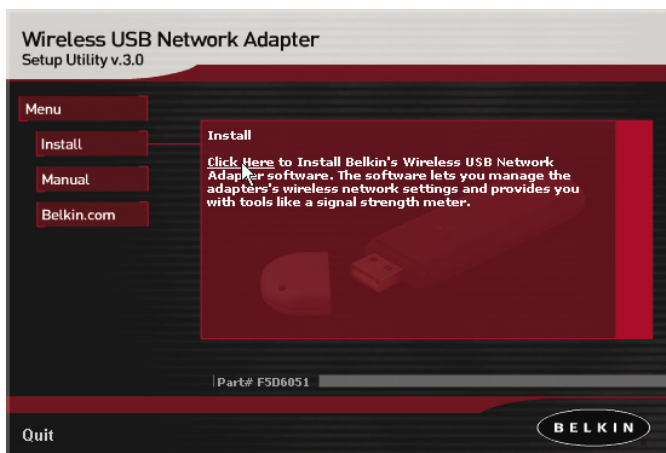 Wireless USB Network Adapter
Setup Utility v.3.0
Menu
Install
Manual
Belkin.com
Install
Click Here to Install Belkin's Wireless USB Network
Adapter software. The software lets you manage the
adapters's wireless network settings and provides you
with tools like a signal strength meter.
Part# F5D6051
Quit
BELKIN